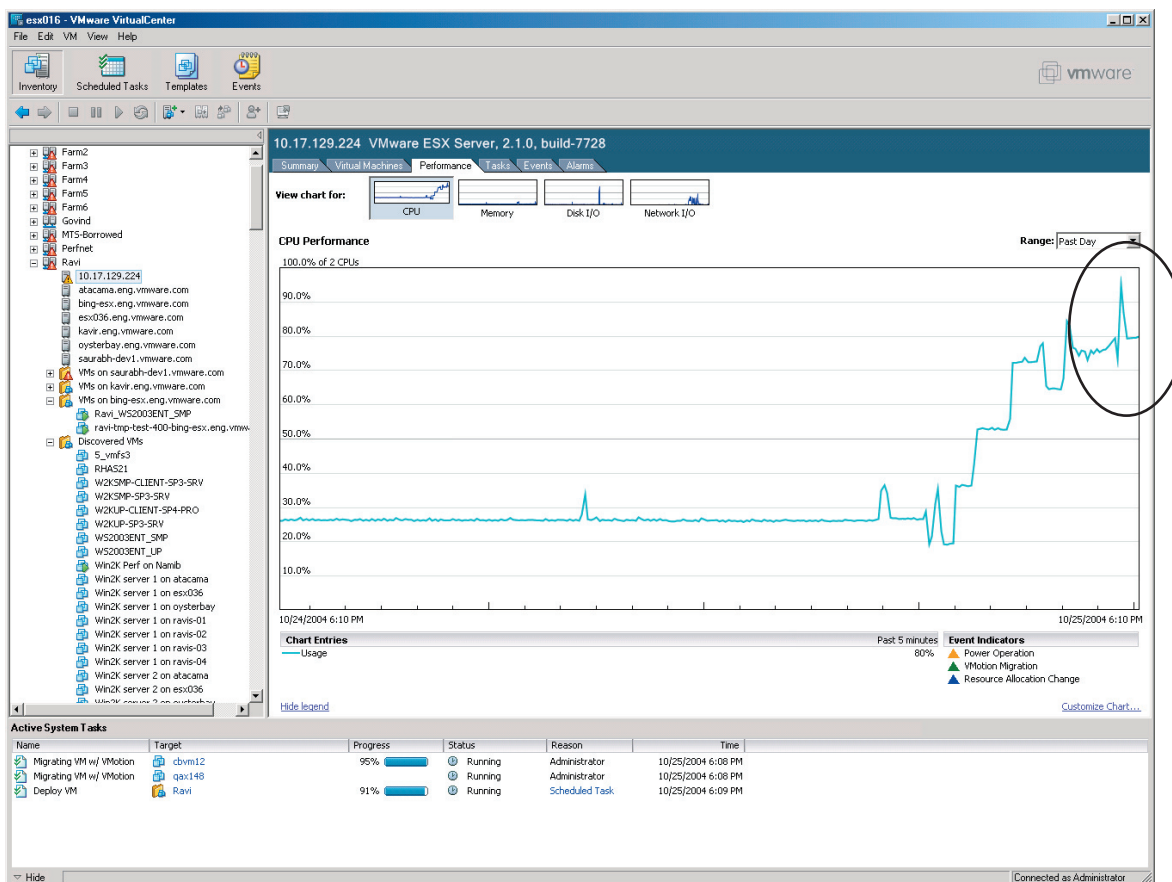 esx016 - VMware VirtualCenter
File Edit VM View Help
Inventory Scheduled Tasks Templates Events
vmware
Farm2
Farm3
Farm4
Farm5
Farm6
Govind
MTS-Borrowed
Perfnet
Ravi
10.17.129.224
atacama.eng.vmware.com
bing-esx.eng.vmware.com
esx036.eng.vmware.com
kavir.eng.vmware.com
oysterbay.eng.vmware.com
saurabh-dev1.vmware.com
VMs on saurabh-dev1.vmware.com
VMs on kavir.eng.vmware.com
VMs on bing-esx.eng.vmware.com
Ravi_WS2003ENT_SMP
ravi-tmp-test-400-bing-esx.eng.vmw
Discovered VMs
5_vmfs3
RHAS21
W2KSMP-CLIENT-SP3-SRV
W2KSMP-SP3-SRV
W2KUP-CLIENT-SP4-PRO
W2KUP-SP3-SRV
WS2003ENT_SMP
WS2003ENT_UP
Win2K Perf on Namib
Win2K server 1 on atacama
Win2K server 1 on esx036
Win2K server 1 on oysterbay
Win2K server 1 on ravis-01
Win2K server 1 on ravis-02
Win2K server 1 on ravis-03
Win2K server 1 on ravis-04
Win2K server 2 on atacama
Win2K server 2 on esx036
Win2K server 2 on oysterbay
10.17.129.224 VMware ESX Server, 2.1.0, build-7728
Summary Virtual Machines Performance Tasks Events Alarms
View chart for:
CPU Memory Disk I/O Network I/O
CPU Performance Range: Past Day
100.0% of 2 CPUs
90.0%
80.0%
70.0%
60.0%
50.0%
40.0%
30.0%
20.0%
10.0%
10/24/2004 6:10 PM 10/25/2004 6:10 PM
Chart Entries Past 5 minutes Event Indicators
Usage 80% Power Operation
VMotion Migration
Resource Allocation Change
Hide legend Customize Chart...
Active System Tasks
Name Target Progress Status Reason Time
Migrating VM w/ VMotion cbvm12 95% Running Administrator 10/25/2004 6:08 PM
Migrating VM w/ VMotion qax148 Running Administrator 10/25/2004 6:08 PM
Deploy VM Ravi 91% Running Scheduled Task 10/25/2004 6:09 PM
Hide Connected as Administrator